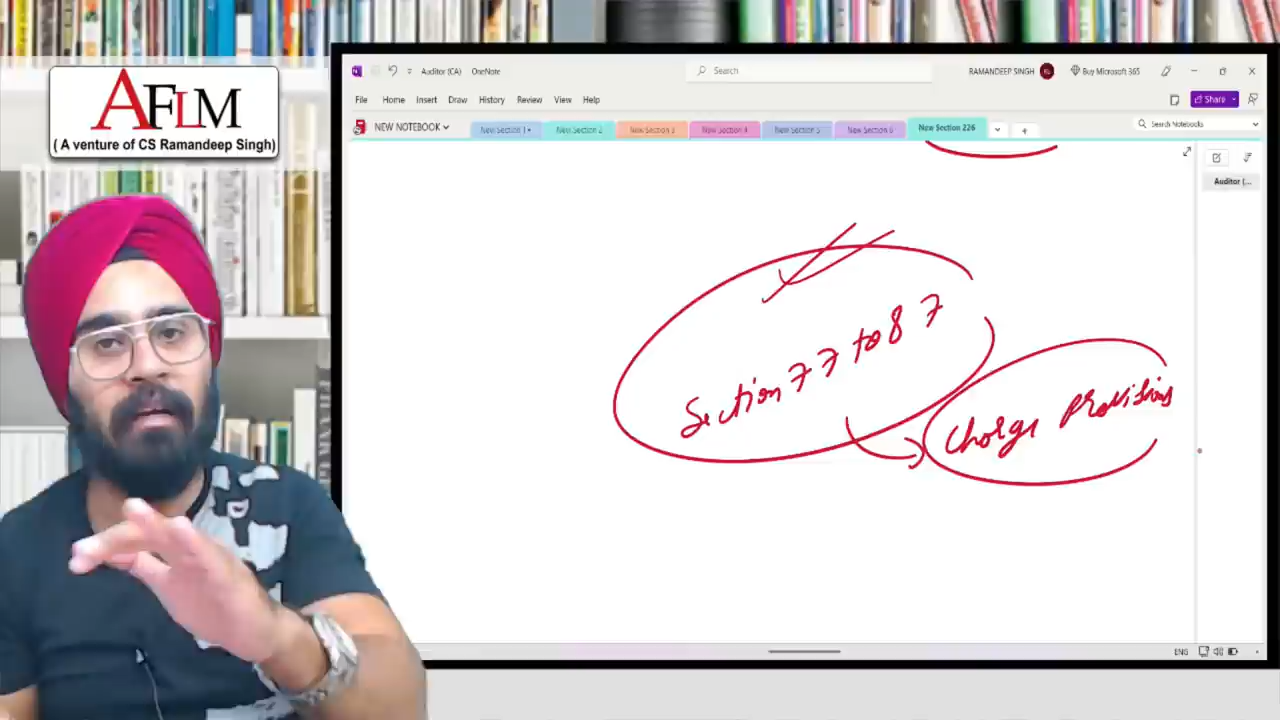 AFLM
( A venture of CS Ramandeep Singh)
Auditor (CA) OneNote
Search
RAMANDEEP SINGH
Buy Microsoft 365
File Home Insert Draw History Review View Help
Share
NEW NOTEBOOK
New Section 1
New Section 2
New Section 3
New Section 4
New Section 5
New Section 6
New Section 226
+
Search Notebooks
Auditor (...
Section 77 to 87
Charge Provisions
ENG